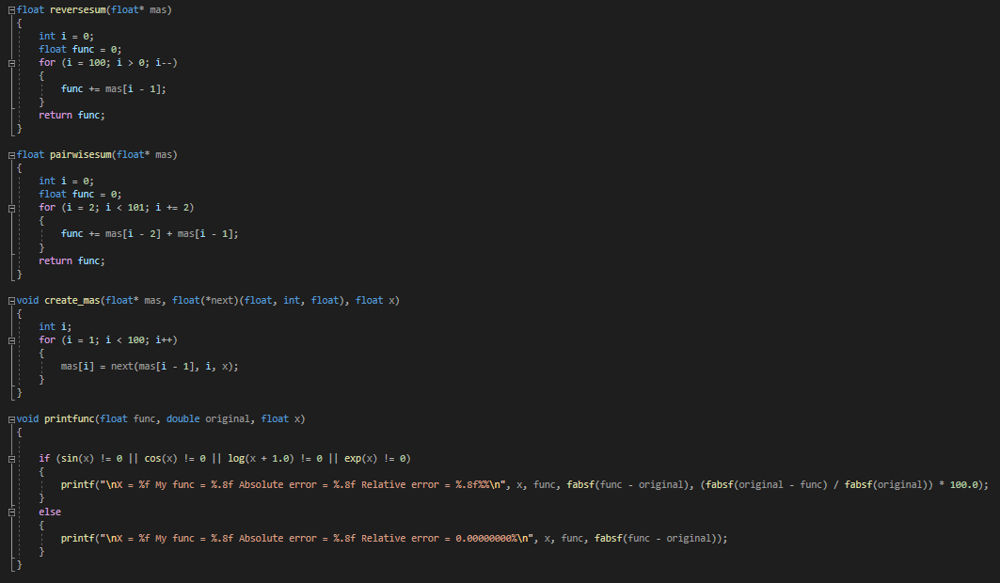 float reversesum(float* mas)
{
    int i = 0;
    float func = 0;
    for (i = 100; i > 0; i--)
    {
        func += mas[i - 1];
    }
    return func;
}

float pairwisesum(float* mas)
{
    int i = 0;
    float func = 0;
    for (i = 2; i < 101; i += 2)
    {
        func += mas[i - 2] + mas[i - 1];
    }
    return func;
}

void create_mas(float* mas, float(*next)(float, int, float), float x)
{
    int i;
    for (i = 1; i < 100; i++)
    {
        mas[i] = next(mas[i - 1], i, x);
    }
}

void printfunc(float func, double original, float x)
{

    if (sin(x) != 0 || cos(x) != 0 || log(x + 1.0) != 0 || exp(x) != 0)
    {
        printf("\nX = %f My func = %.8f Absolute error = %.8f Relative error = %.8f%%\n", x, func, fabsf(func - original), (fabsf(original - func) / fabsf(original)) * 100.0);
    }
    else
    {
        printf("\nX = %f My func = %.8f Absolute error = %.8f Relative error = 0.00000000%\n", x, func, fabsf(func - original));
    }
}